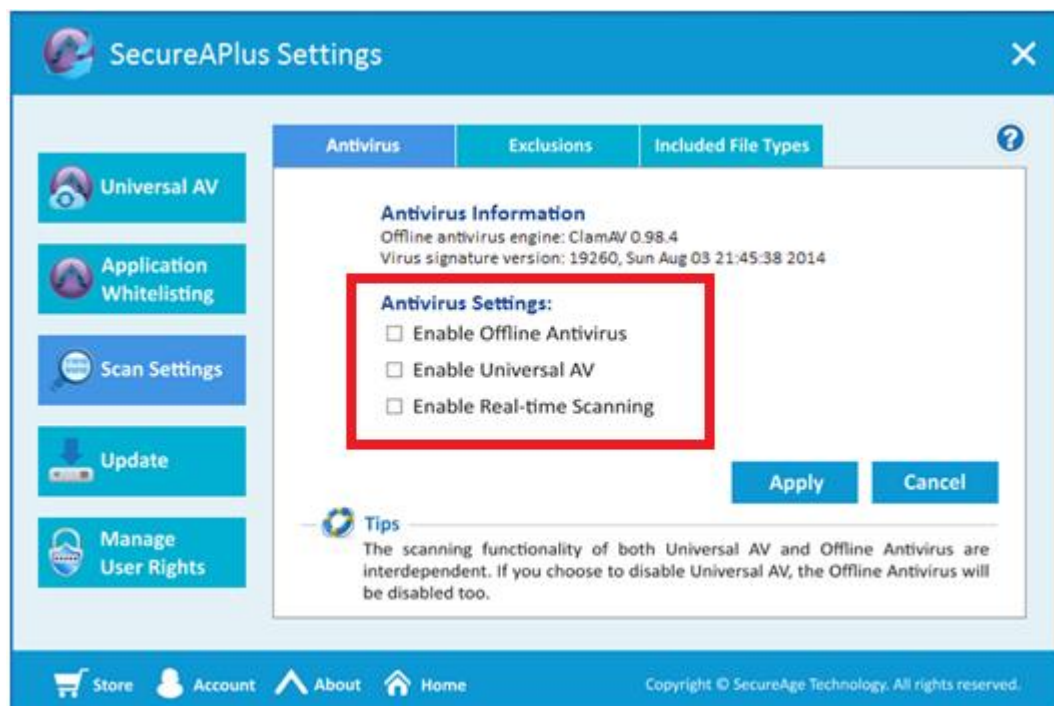 SecureAPlus Settings
Antivirus
Exclusions
Included File Types
Universal AV
Application
Whitelisting
Scan Settings
Update
Manage
User Rights
Antivirus Information
Offline antivirus engine: ClamAV 0.98.4
Virus signature version: 19260, Sun Aug 03 21:45:38 2014
Antivirus Settings:
Enable Offline Antivirus
Enable Universal AV
Enable Real-time Scanning
Apply
Cancel
Tips
The scanning functionality of both Universal AV and Offline Antivirus are
interdependent. If you choose to disable Universal AV, the Offline Antivirus will
be disabled too.
Store
Account
About
Home
Copyright © SecureAge Technology. All rights reserved.